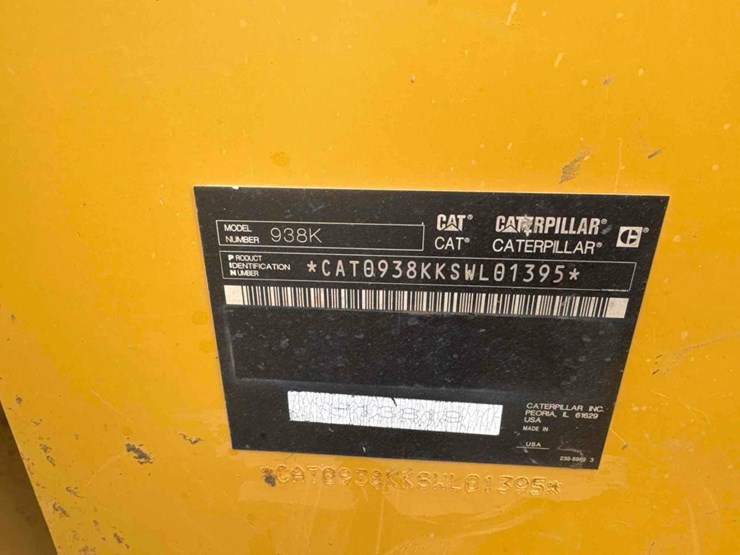 MODEL NUMBER 938K
CAT® CATERPILLAR®
CAT® CATERPILLAR® C®
PRODUCT IDENTIFICATION NUMBER *CAT0938KKSWL01395*
CATERPILLAR INC.
PEORIA, IL 61629
USA
MADE IN
USA
*CAT0938KKSWL01395*